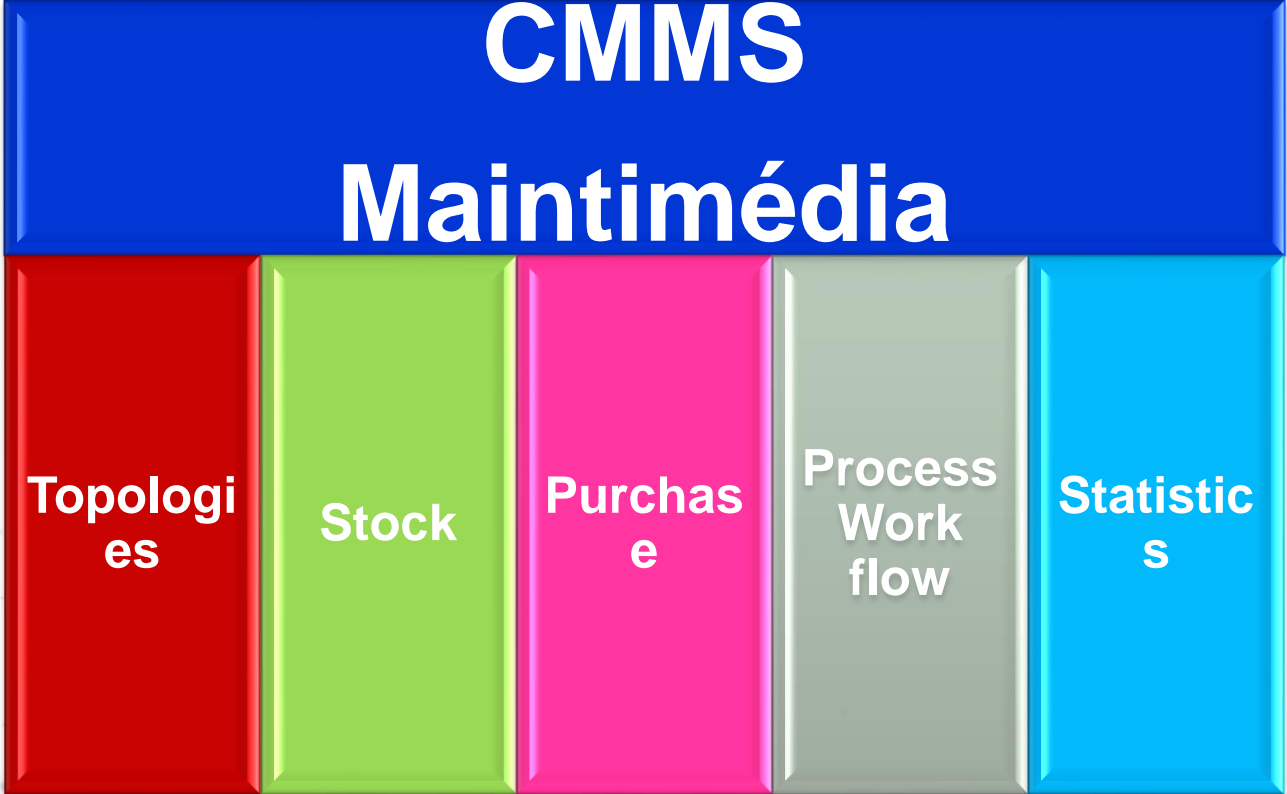 CMMS
Maintimédia
Topologi
es
Stock
Purchas
e
Process
Work
flow
Statistic
s